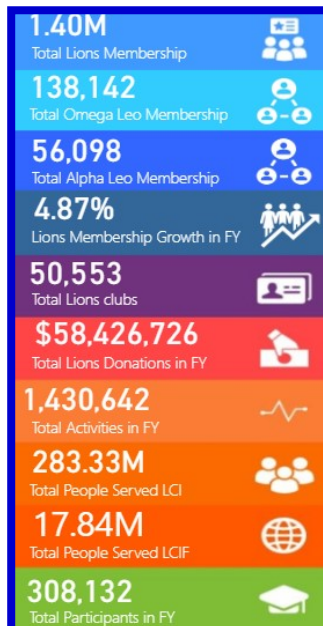 1.40M
Total Lions Membership
138,142
Total Omega Leo Membership
56,098
Total Alpha Leo Membership
4.87%
Lions Membership Growth in FY
50,553
Total Lions clubs
$58,426,726
Total Lions Donations in FY
1,430,642
Total Activities in FY
283.33M
Total People Served LCI
17.84M
Total People Served LCIF
308,132
Total Participants in FY